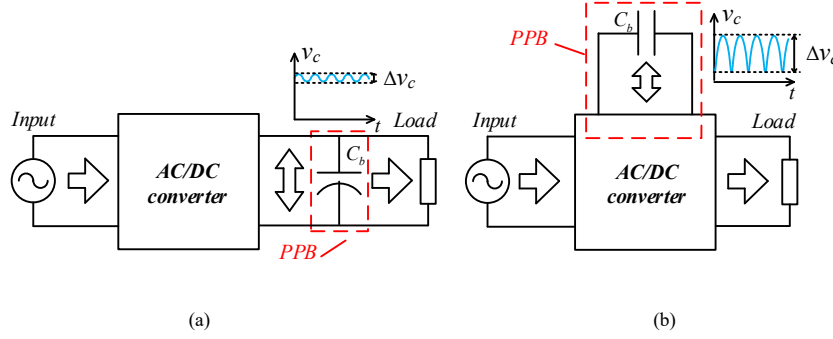 v_c
Δv_c
t
Input
Load
AC/DC
converter
C_b
PPB
(a)
PPB
C_b
v_c
Δv_c
t
Input
Load
AC/DC
converter
(b)